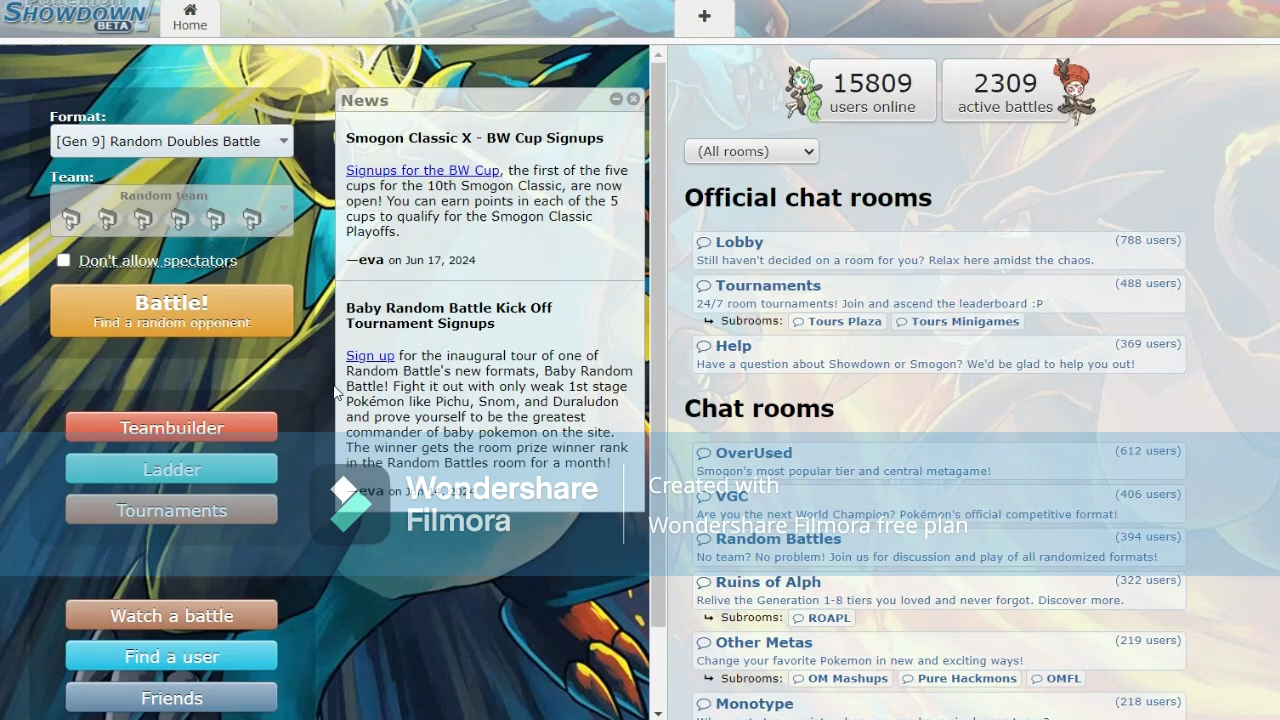 Pokémon
SHOWDOWN
BETA
Home
+
Format:
[Gen 9] Random Doubles Battle
Team:
Random team
Don't allow spectators
Battle!
Find a random opponent
Teambuilder
Ladder
Tournaments
Watch a battle
Find a user
Friends
News
Smogon Classic X - BW Cup Signups
Signups for the BW Cup, the first of the five
cups for the 10th Smogon Classic, are now
open! You can earn points in each of the 5
cups to qualify for the Smogon Classic
Playoffs.
—eva on Jun 17, 2024
Baby Random Battle Kick Off
Tournament Signups
Sign up for the inaugural tour of one of
Random Battle's new formats, Baby Random
Battle! Fight it out with only weak 1st stage
Pokémon like Pichu, Snom, and Duraludon
and prove yourself to be the greatest
commander of baby pokemon on the site.
The winner gets the room prize winner rank
in the Random Battles room for a month!
—eva on Jun 14, 2024
Wondershare
Filmora
Created with
Wondershare Filmora free plan
15809
users online
2309
active battles
(All rooms)
Official chat rooms
Lobby (788 users)
Still haven't decided on a room for you? Relax here amidst the chaos.
Tournaments (488 users)
24/7 room tournaments! Join and ascend the leaderboard :P
Subrooms: Tours Plaza Tours Minigames
Help (369 users)
Have a question about Showdown or Smogon? We'd be glad to help you out!
Chat rooms
OverUsed (612 users)
Smogon's most popular tier and central metagame!
VGC (406 users)
Are you the next World Champion? Pokémon's official competitive format!
Random Battles (394 users)
No team? No problem! Join us for discussion and play of all randomized formats!
Ruins of Alph (322 users)
Relive the Generation 1-8 tiers you loved and never forgot. Discover more.
Subrooms: ROAPL
Other Metas (219 users)
Change your favorite Pokemon in new and exciting ways!
Subrooms: OM Mashups Pure Hackmons OMFL
Monotype (218 users)